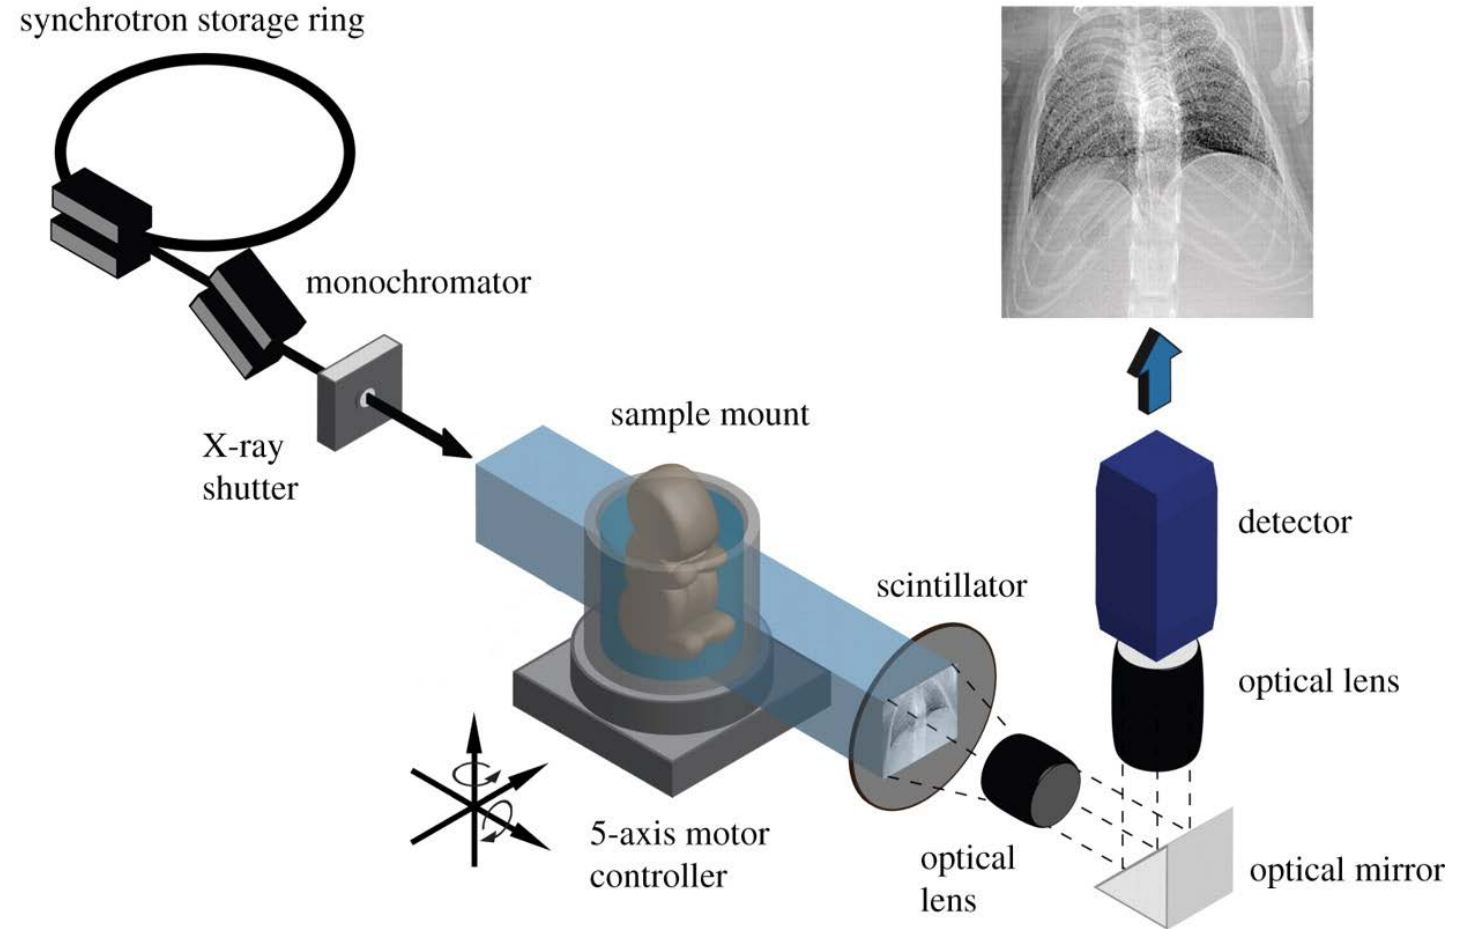 synchrotron storage ring
monochromator
X-ray
shutter
sample mount
detector
scintillator
optical lens
5-axis motor
controller
optical
lens
optical mirror